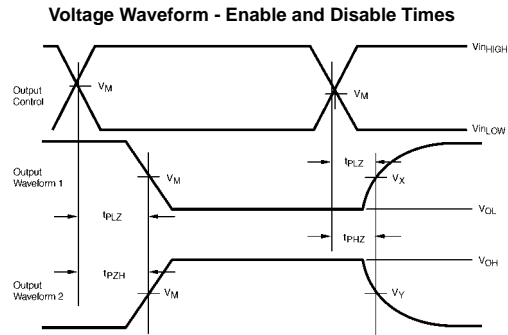 Voltage Waveform - Enable and Disable Times
VinHIGH
Output
Control
VM
VM
VinLOW
tPLZ
Output
Waveform 1
VM
VX
tPLZ
VOL
tPHZ
tPZH
VOH
Output
Waveform 2
VM
VY